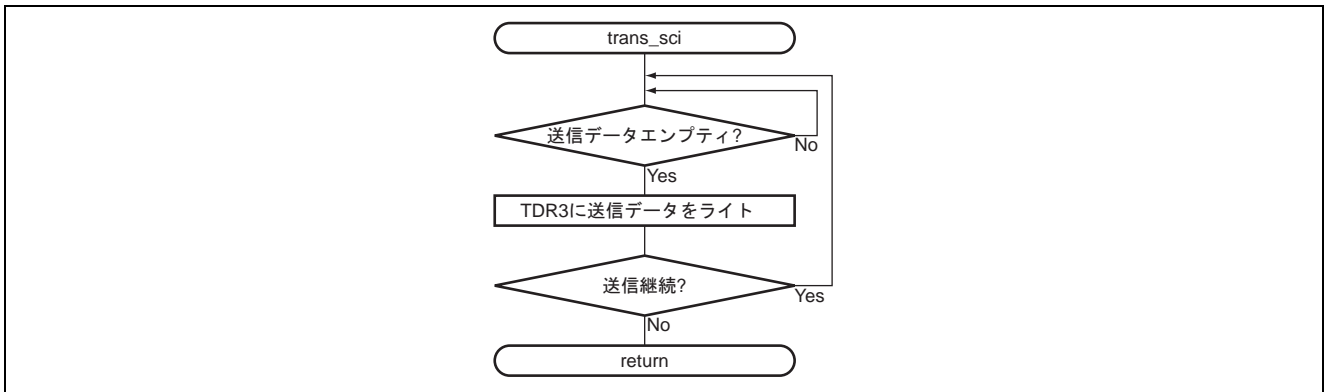 trans_sci
送信データエンプティ?
No
Yes
TDR3に送信データをライト
送信継続?
Yes
No
return